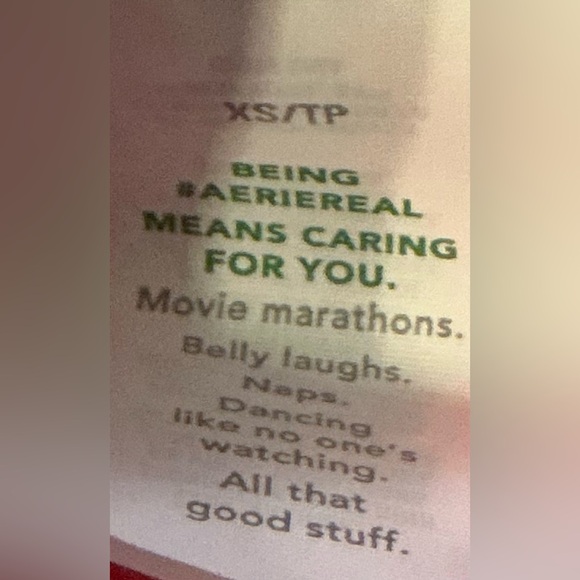 XS/TP
BEING
#AERIEREAL
MEANS CARING
FOR YOU.
Movie marathons.
Belly laughs.
Naps.
Dancing
like no one's
watching.
All that
good stuff.